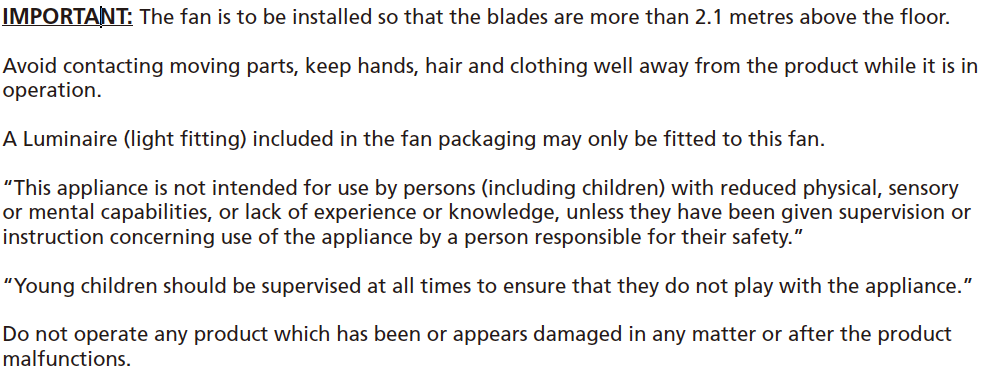 IMPORTANT: The fan is to be installed so that the blades are more than 2.1 metres above the floor.
Avoid contacting moving parts, keep hands, hair and clothing well away from the product while it is in
operation.
A Luminaire (light fitting) included in the fan packaging may only be fitted to this fan.
“This appliance is not intended for use by persons (including children) with reduced physical, sensory
or mental capabilities, or lack of experience or knowledge, unless they have been given supervision or
instruction concerning use of the appliance by a person responsible for their safety.”
“Young children should be supervised at all times to ensure that they do not play with the appliance.”
Do not operate any product which has been or appears damaged in any matter or after the product
malfunctions.